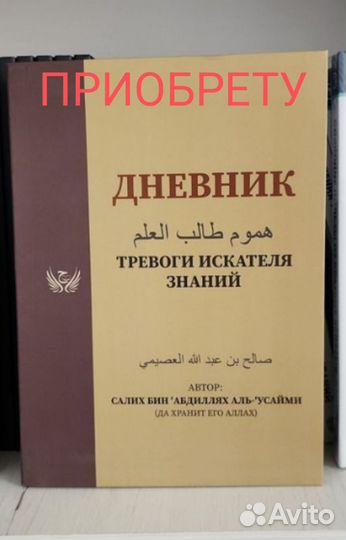 ПРИОБРЕТУ
ДНЕВНИК
هموم طالب العلم
ТРЕВОГИ ИСКАТЕЛЯ
ЗНАНИЙ
صالح بن عبد الله العصيمي
АВТОР:
САЛИХ БИН 'АБДИЛЛЯХ АЛЬ-'УСАЙМИ
(ДА ХРАНИТ ЕГО АЛЛАХ)
Avito